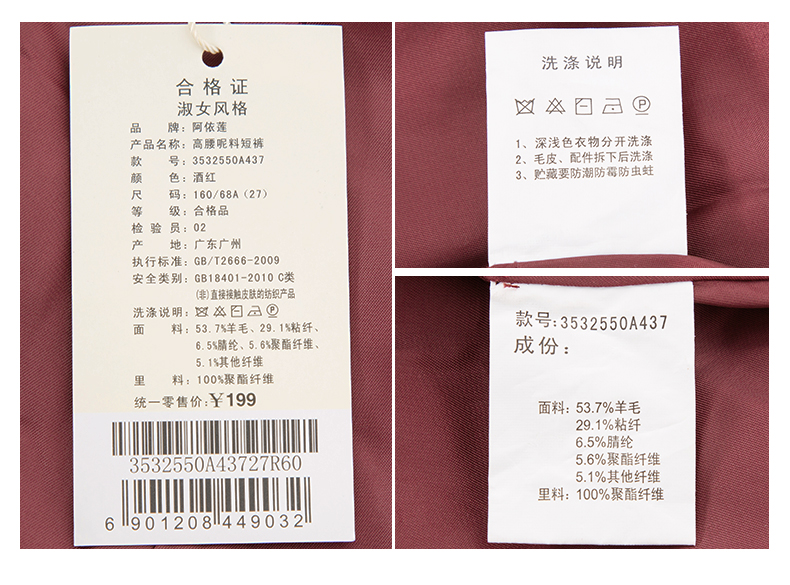 合格证
淑女风格
品 牌：阿依莲
产品名称：高腰呢料短裤
款 号：3532550A437
颜 色：酒红
尺 码：160/68A（27）
等 级：合格品
检 验 员：02
产 地：广东广州
执行标准：GB/T2666-2009
安全类别：GB18401-2010 C类
(非)直接接触皮肤的纺织产品
洗涤说明：
面 料：53.7%羊毛、29.1%粘纤、
6.5%腈纶、5.6%聚酯纤维、
5.1%其他纤维
里 料：100%聚酯纤维
统一零售价：￥199
3532550A43727R60
6 901208 449032
洗涤说明
P
1、深浅色衣物分开洗涤
2、毛皮、配件拆下后洗涤
3、贮藏要防潮防霉防虫蛀
款号：3532550A437
成份：
面料：53.7%羊毛
29.1%粘纤
6.5%腈纶
5.6%聚酯纤维
5.1%其他纤维
里料：100%聚酯纤维